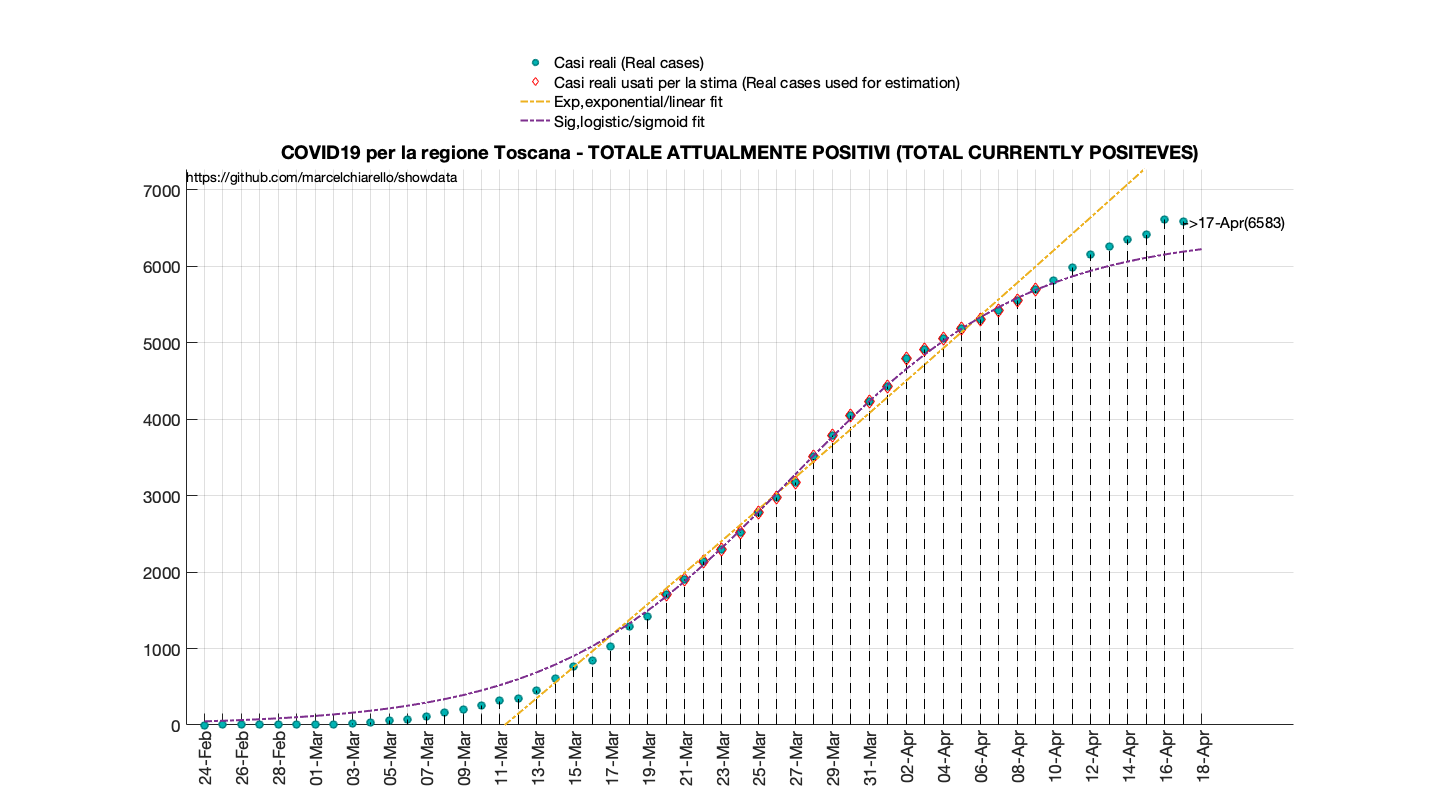 Casi reali (Real cases)
Casi reali usati per la stima (Real cases used for estimation)
Exp,exponential/linear fit
Sig,logistic/sigmoid fit
COVID19 per la regione Toscana - TOTALE ATTUALMENTE POSITIVI (TOTAL CURRENTLY POSITEVES)
https://github.com/marcelchiarello/showdata
7000
->17-Apr(6583)
6000
5000
4000
3000
2000
1000
0
24-Feb
26-Feb
28-Feb
01-Mar
03-Mar
05-Mar
07-Mar
09-Mar
11-Mar
13-Mar
15-Mar
17-Mar
19-Mar
21-Mar
23-Mar
25-Mar
27-Mar
29-Mar
31-Mar
02-Apr
04-Apr
06-Apr
08-Apr
10-Apr
12-Apr
14-Apr
16-Apr
18-Apr